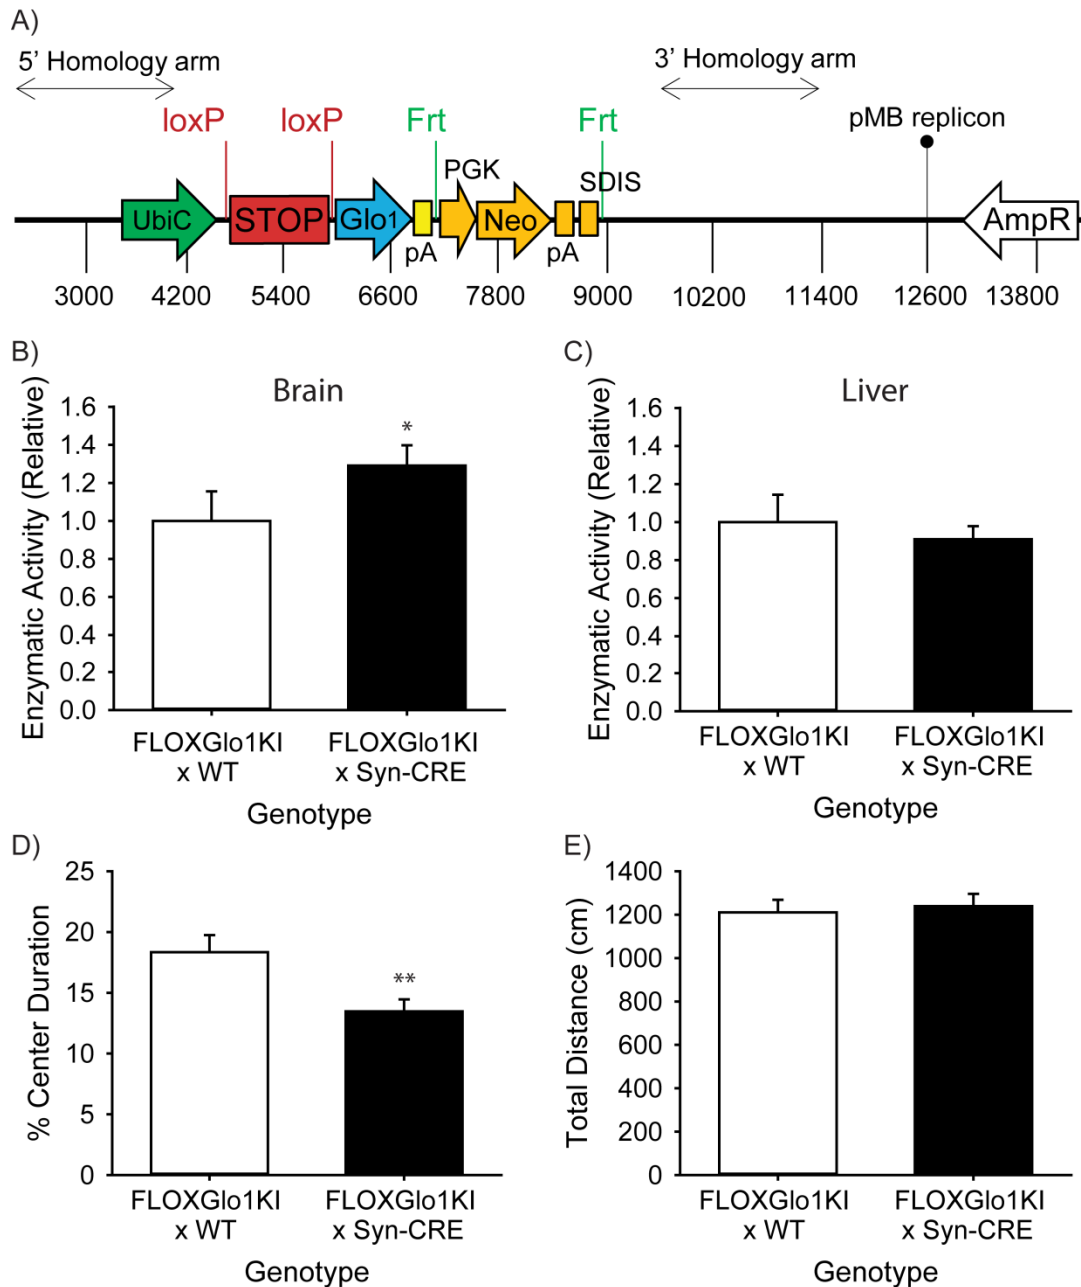 A)
5’ Homology arm
3’ Homology arm
loxP
loxP
Frt
Frt
pMB replicon
PGK
SDIS
UbiC
STOP
Glo1
Neo
AmpR
pA
pA
3000
4200
5400
6600
7800
9000
10200
11400
12600
13800
B)
Brain
Enzymatic Activity (Relative)
1.6
1.4
1.2
1.0
0.8
0.6
0.4
0.2
0.0
*
FLOXGlo1KI
x WT
FLOXGlo1KI
x Syn-CRE
Genotype
C)
Liver
Enzymatic Activity (Relative)
1.6
1.4
1.2
1.0
0.8
0.6
0.4
0.2
0.0
FLOXGlo1KI
x WT
FLOXGlo1KI
x Syn-CRE
Genotype
D)
% Center Duration
25
20
15
10
5
0
**
FLOXGlo1KI
x WT
FLOXGlo1KI
x Syn-CRE
Genotype
E)
Total Distance (cm)
1400
1200
1000
800
600
400
200
0
FLOXGlo1KI
x WT
FLOXGlo1KI
x Syn-CRE
Genotype